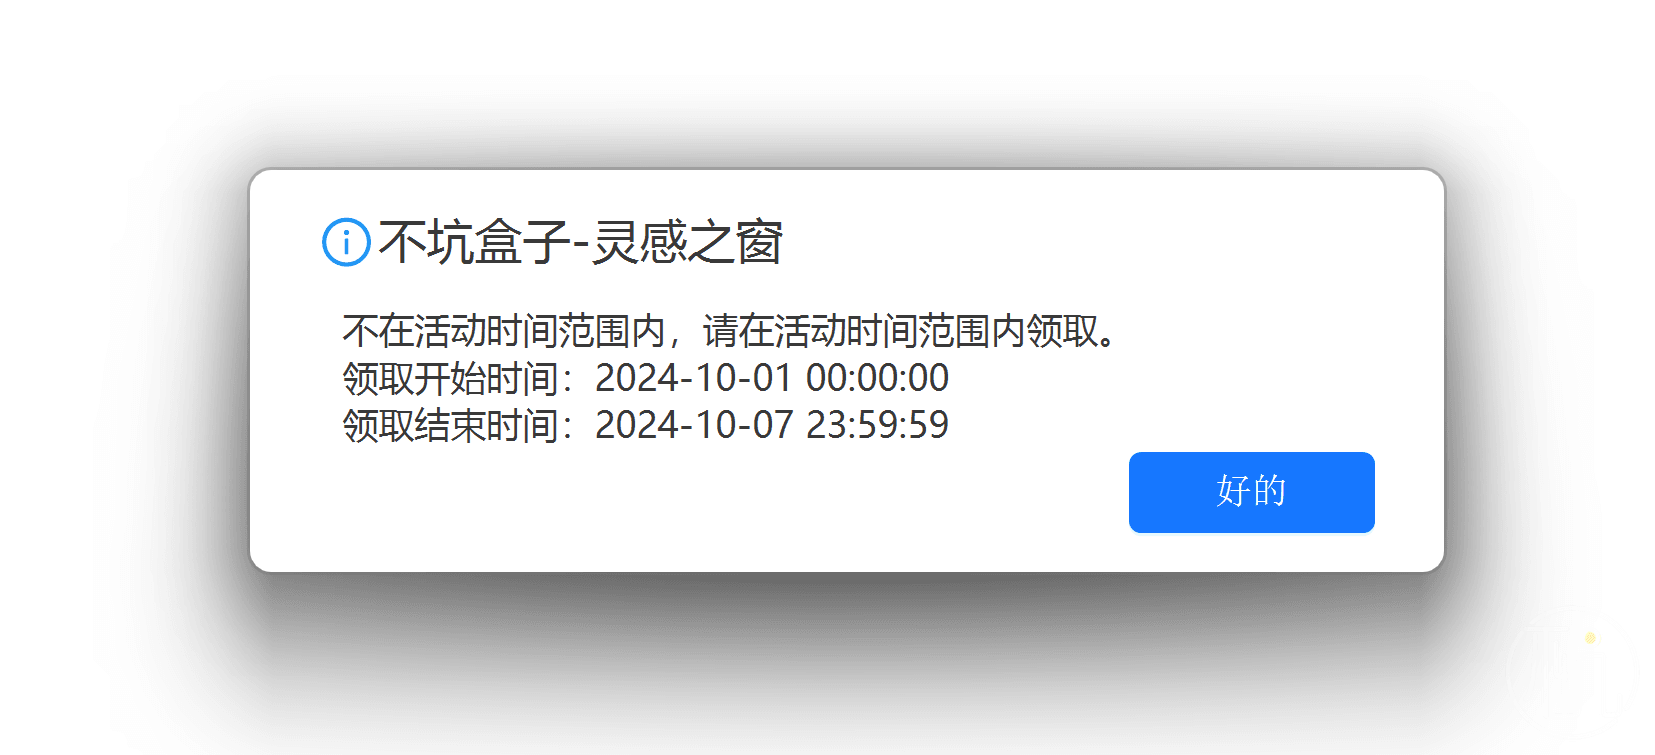 不坑盒子-灵感之窗
不在活动时间范围内，请在活动时间范围内领取。
领取开始时间：2024-10-01 00:00:00
领取结束时间：2024-10-07 23:59:59
好的